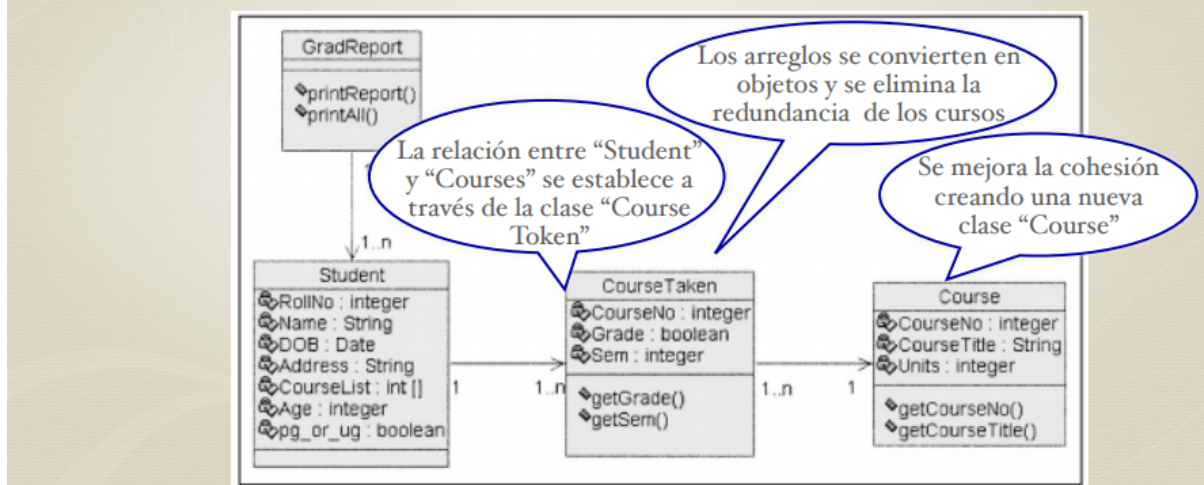 GradReport
printReport()
printAll()
1..n
Los arreglos se convierten en
objetos y se elimina la
redundancia de los cursos
La relación entre “Student”
y “Courses” se establece a
través de la clase “Course
Token”
Se mejora la cohesión
creando una nueva
clase “Course”
Student
RollNo : integer
Name : String
DOB : Date
Address : String
CourseList : int []
Age : integer
pg_or_ug : boolean
1
1..n
CourseTaken
CourseNo : integer
Grade : boolean
Sem : integer
getGrade()
getSem()
1..n
1
Course
CourseNo : integer
CourseTitle : String
Units : integer
getCourseNo()
getCourseTitle()